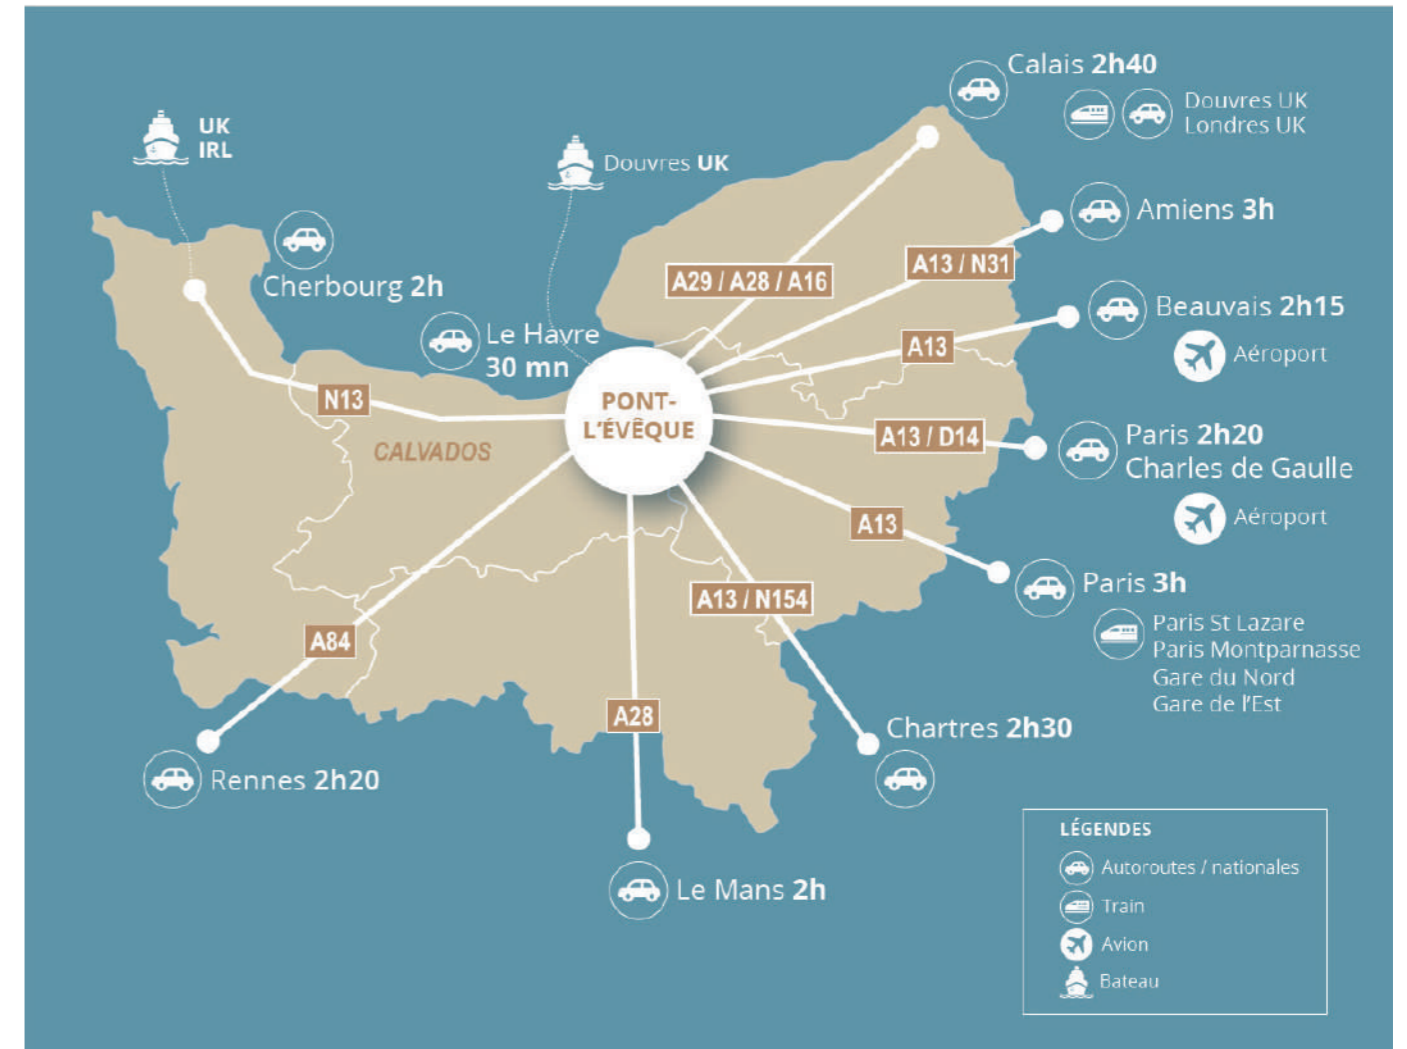 Calais 2h40
Douvres UK
Londres UK
UK
IRL
Douvres UK
Amiens 3h
A13 / N31
A29 / A28 / A16
Cherbourg 2h
Beauvais 2h15
Aéroport
Le Havre
30 mn
A13
N13
PONT-
L'ÉVÊQUE
CALVADOS
A13 / D14
Paris 2h20
Charles de Gaulle
Aéroport
A13
Paris 3h
Paris St Lazare
Paris Montparnasse
Gare du Nord
Gare de l'Est
A13 / N154
A84
A28
Chartres 2h30
Rennes 2h20
Le Mans 2h
LÉGENDES
Autoroutes / nationales
Train
Avion
Bateau